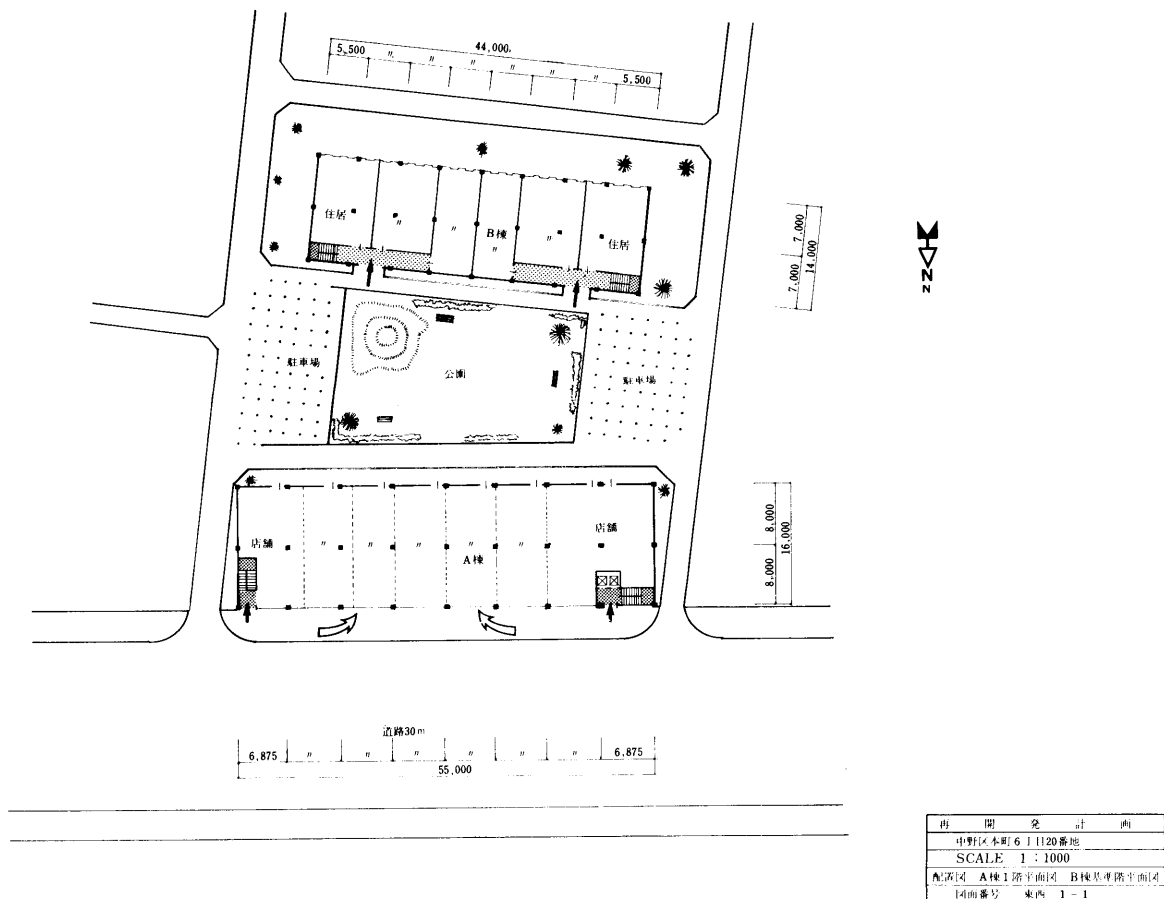 44,000
5,500 〃 〃 〃 〃 〃 〃 5,500
住居 〃 〃 B棟 〃 〃 住居
7,000 7,000
14,000
N
N
駐車場 公園 駐車場
店舗 〃 〃 〃 〃 〃 〃 店舗
A棟
8,000 8,000
16,000
道路30m
6,875 〃 〃 〃 〃 〃 〃 6,875
55,000
再開発計画
中野区本町6丁目20番地
SCALE 1:1000
配置図 A棟1階平面図 B棟基準階平面図
図面番号 東西 1-1